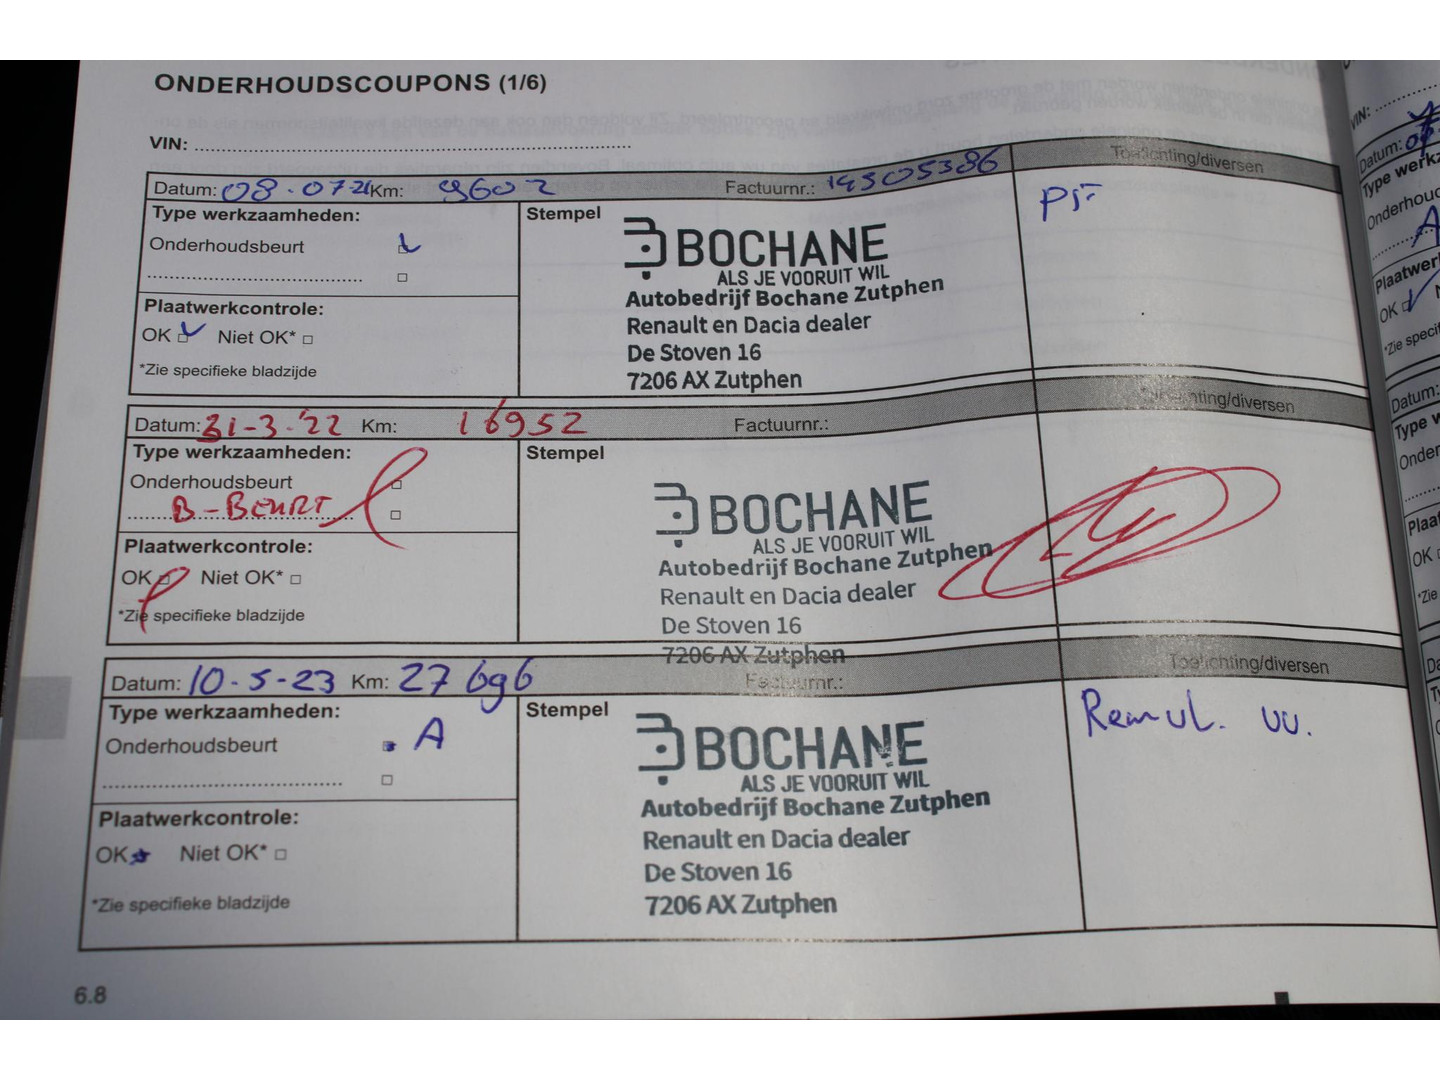 ONDERHOUDSCOUPONS (1/6)
VIN:
Datum: 08-07-21 Km: 9602 Factuurnr.: 14505386 Toelichting/diversen
Type werkzaamheden: Stempel
Onderhoudsbeurt
BOCHANE
ALS JE VOORUIT WIL
Autobedrijf Bochane Zutphen
Renault en Dacia dealer
De Stoven 16
7206 AX Zutphen
Plaatwerkcontrole:
OK Niet OK*
*Zie specifieke bladzijde
Datum: 31-3-'22 Km: 16952 Factuurnr.: Toelichting/diversen
Type werkzaamheden: Stempel
Onderhoudsbeurt
B-BEURT
BOCHANE
ALS JE VOORUIT WIL
Autobedrijf Bochane Zutphen
Renault en Dacia dealer
De Stoven 16
7206 AX Zutphen
Plaatwerkcontrole:
OK Niet OK*
*Zie specifieke bladzijde
Datum: 10-5-23 Km: 27696 Factuurnr.: Toelichting/diversen
Type werkzaamheden: Stempel
Onderhoudsbeurt A
BOCHANE
ALS JE VOORUIT WIL
Autobedrijf Bochane Zutphen
Renault en Dacia dealer
De Stoven 16
7206 AX Zutphen
Remvl. vv.
Plaatwerkcontrole:
OK Niet OK*
*Zie specifieke bladzijde
6.8